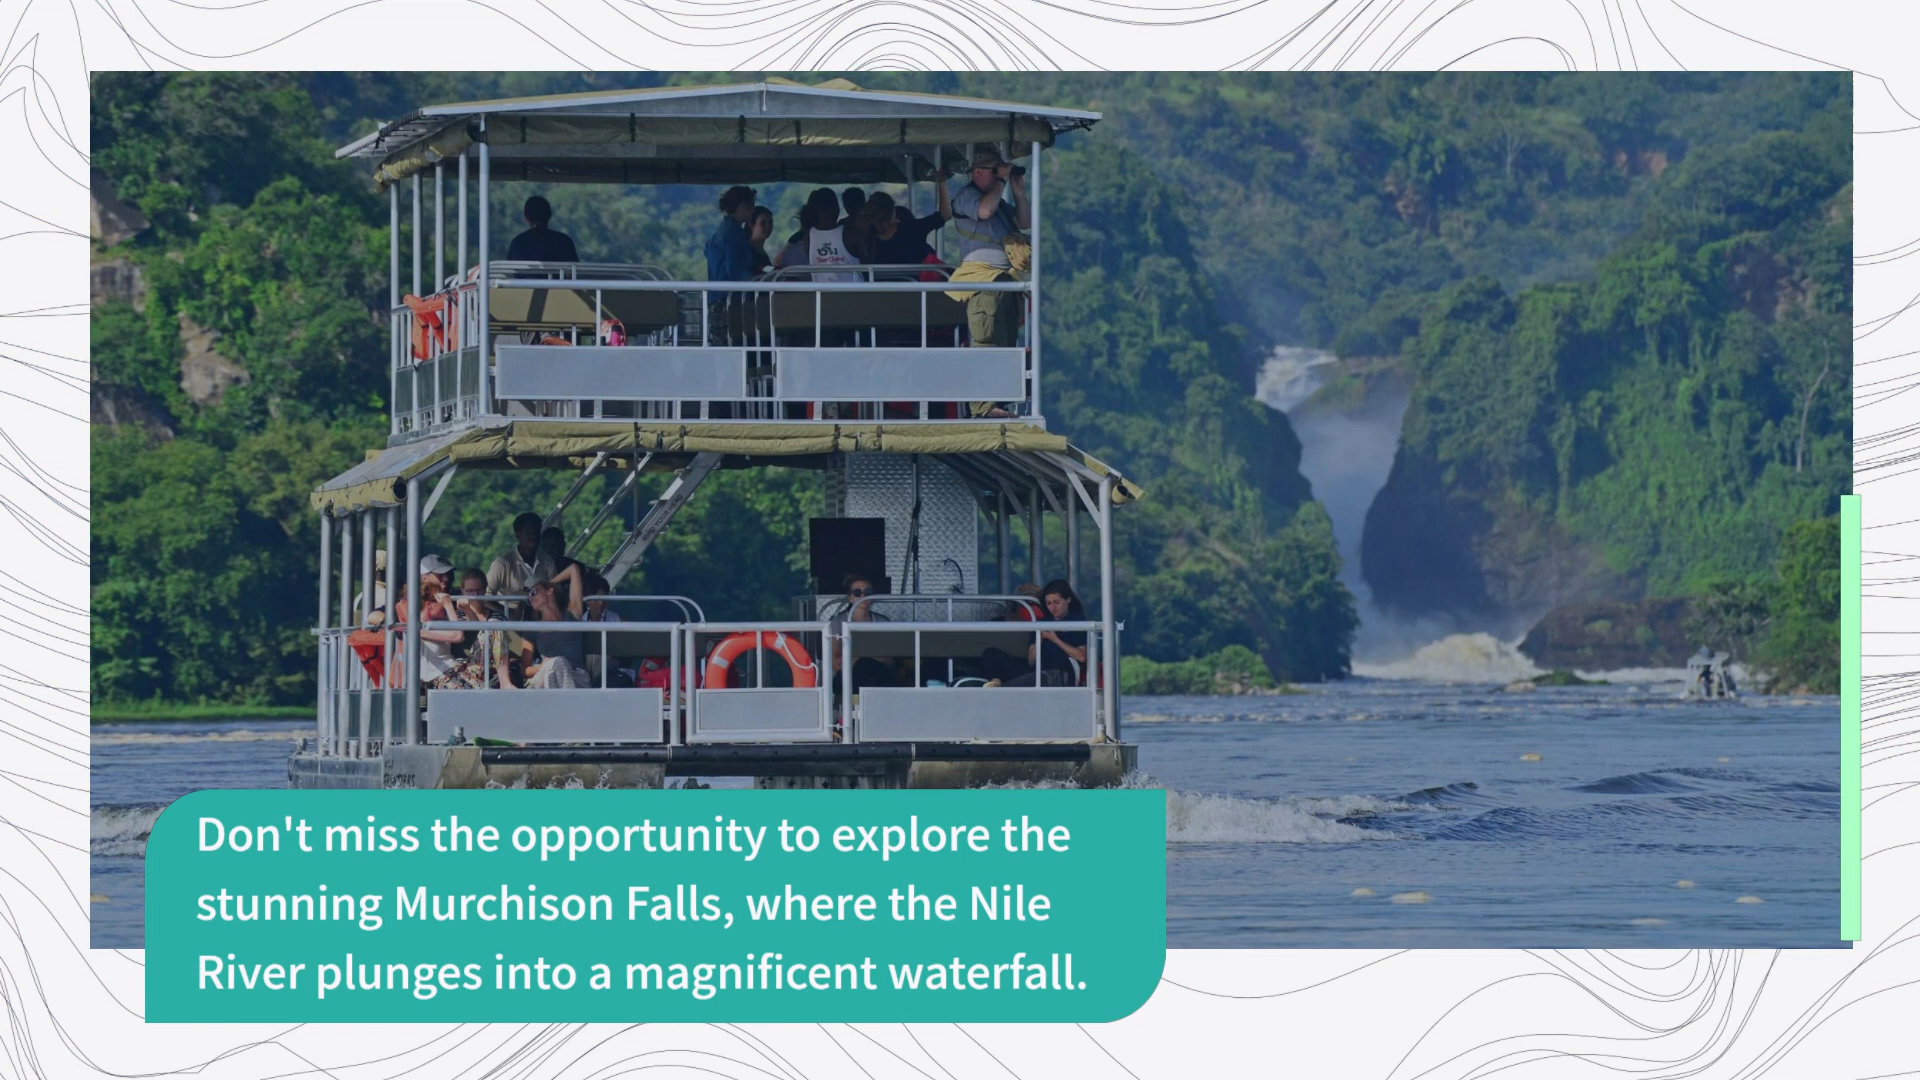 Don't miss the opportunity to explore the
stunning Murchison Falls, where the Nile
River plunges into a magnificent waterfall.